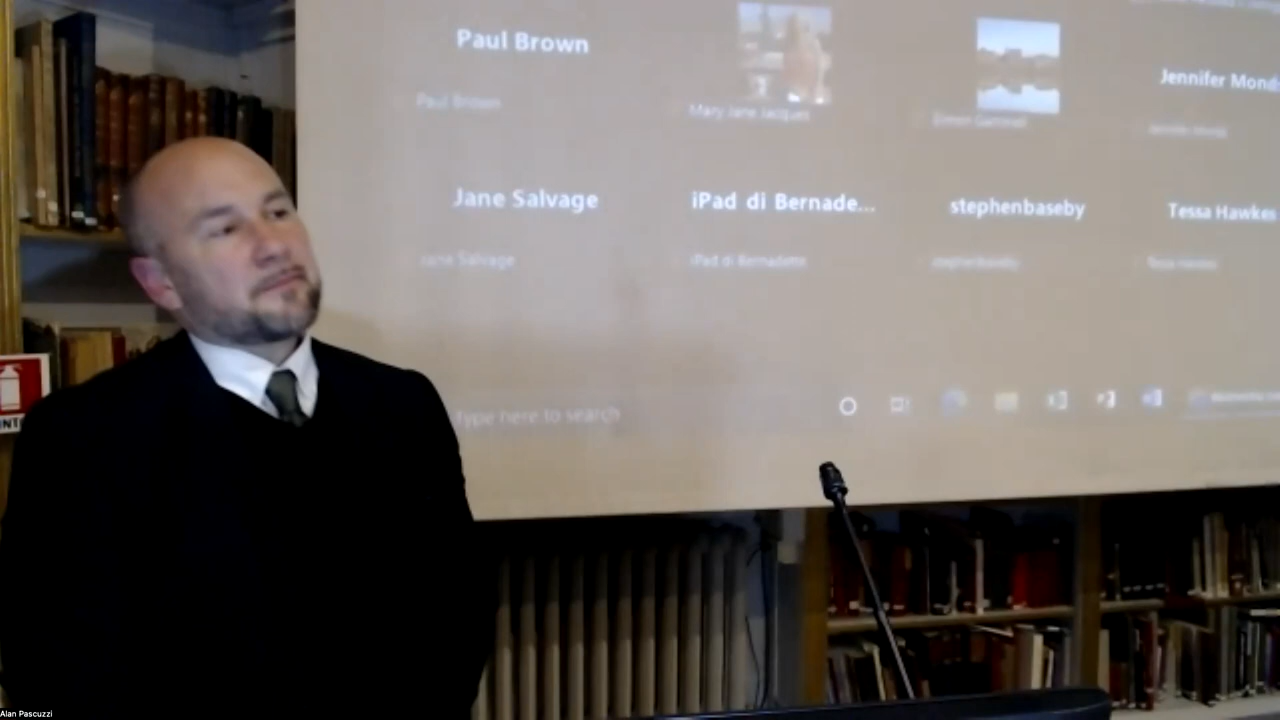 Paul Brown
Paul Brown
Mary Jane Jacques
Jennifer Mond
Jane Salvage
iPad di Bernade...
stephenbaseby
Tessa Hawkes
Jane Salvage
iPad di Bernadette
stephenbaseby
Tessa Hawkes
Type here to search
Alan Pascuzzi